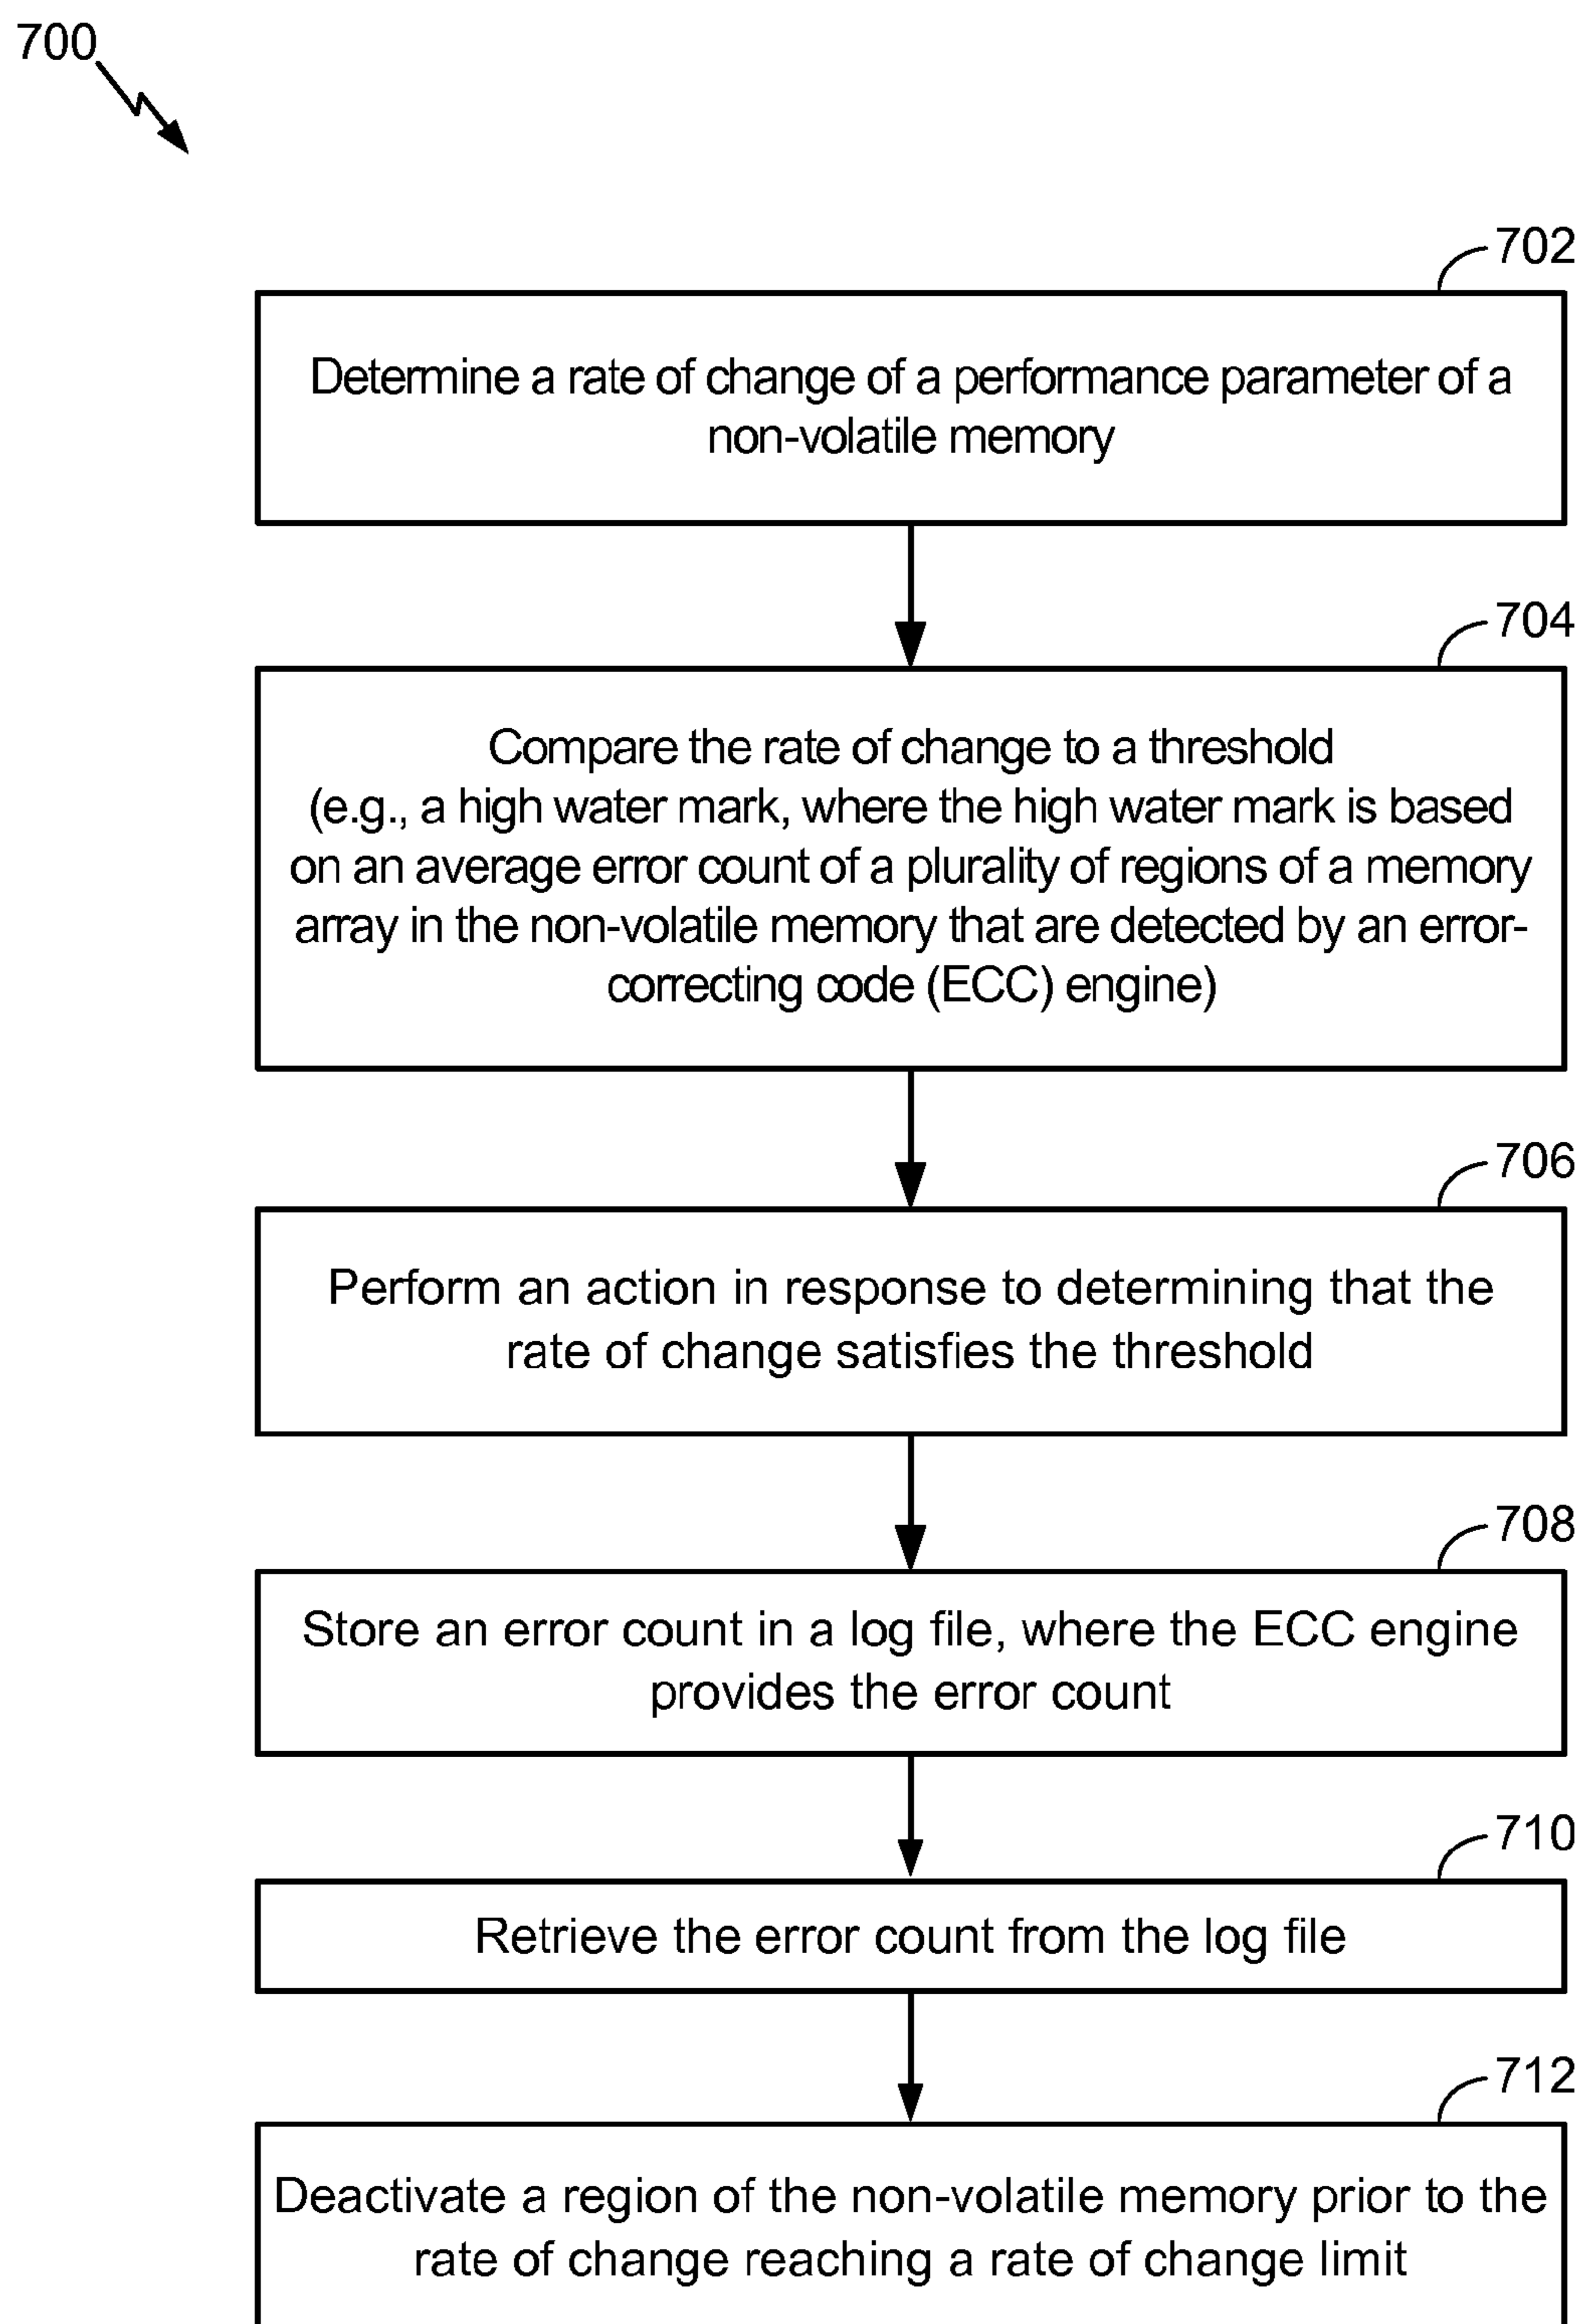 700
702
Determine a rate of change of a performance parameter of a
non-volatile memory
704
Compare the rate of change to a threshold
(e.g., a high water mark, where the high water mark is based
on an average error count of a plurality of regions of a memory
array in the non-volatile memory that are detected by an error-
correcting code (ECC) engine)
706
Perform an action in response to determining that the
rate of change satisfies the threshold
708
Store an error count in a log file, where the ECC engine
provides the error count
710
Retrieve the error count from the log file
712
Deactivate a region of the non-volatile memory prior to the
rate of change reaching a rate of change limit